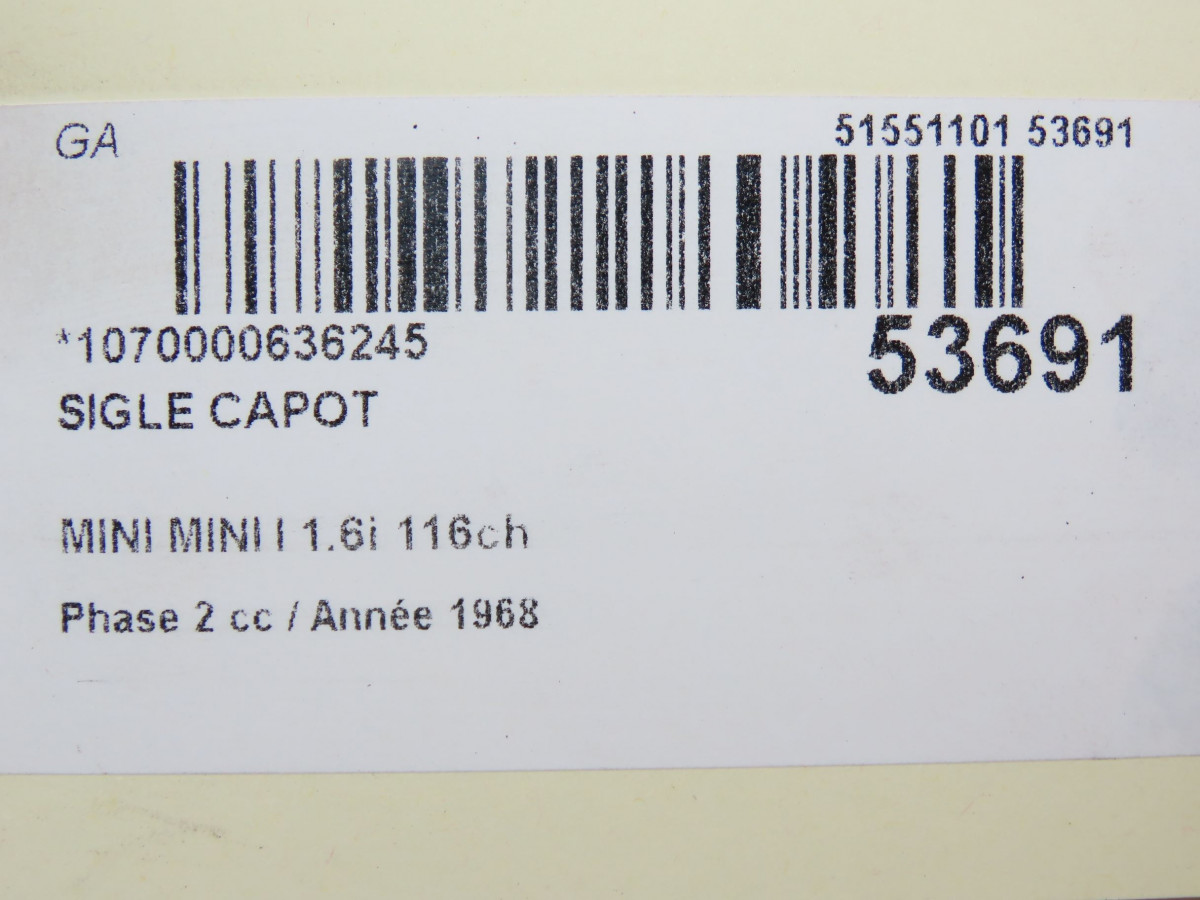 GA
51551101 53691
*1070000636245
53691
SIGLE CAPOT
MINI MINI I 1.6i 116ch
Phase 2 cc / Année 1968